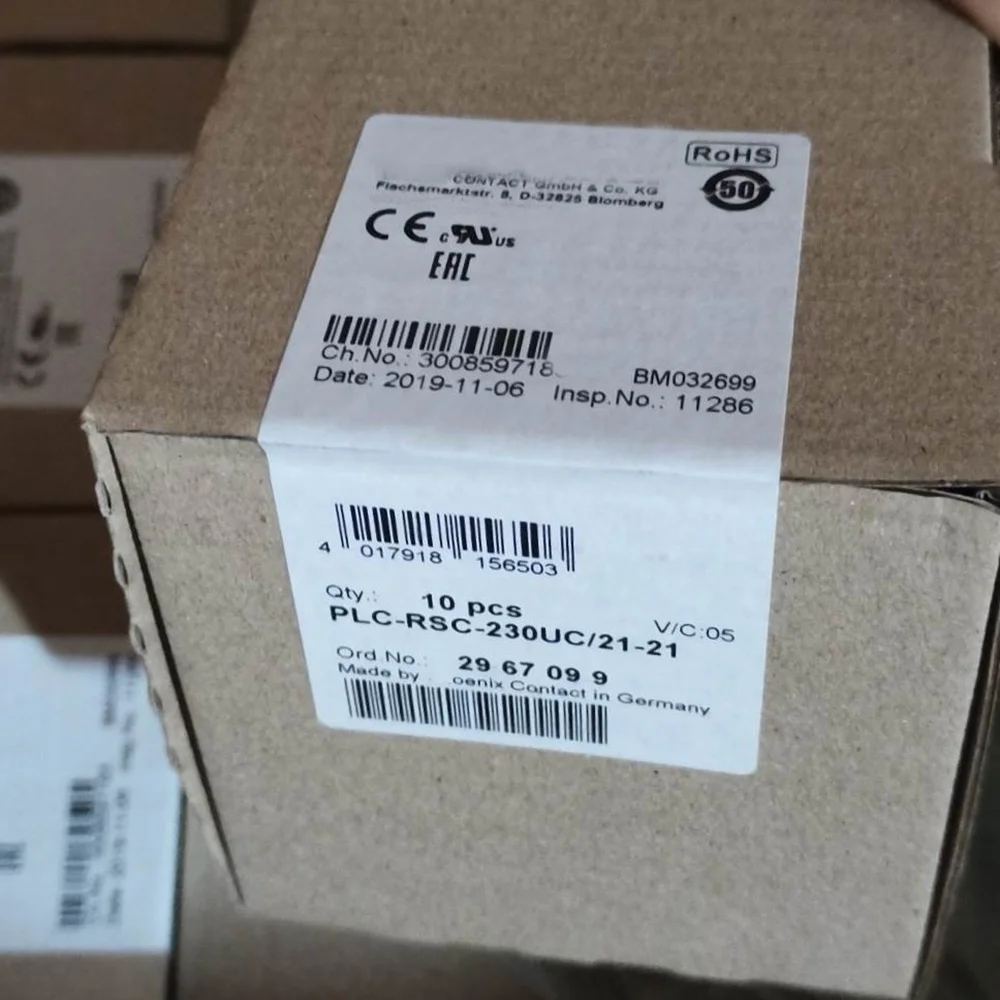 RoHS
50
CONTACT GmbH & Co. KG
Flachsmarktstr. 8, D-32825 Blomberg
CE c US
EAC
Ch.No.: 300859718
BM032699
Date: 2019-11-06 Insp.No.: 11286
4 017918 156503
Qty.: 10 pcs
V/C:05
PLC-RSC-230UC/21-21
Ord.No.: 29 67 09 9
Made by oenix Contact in Germany